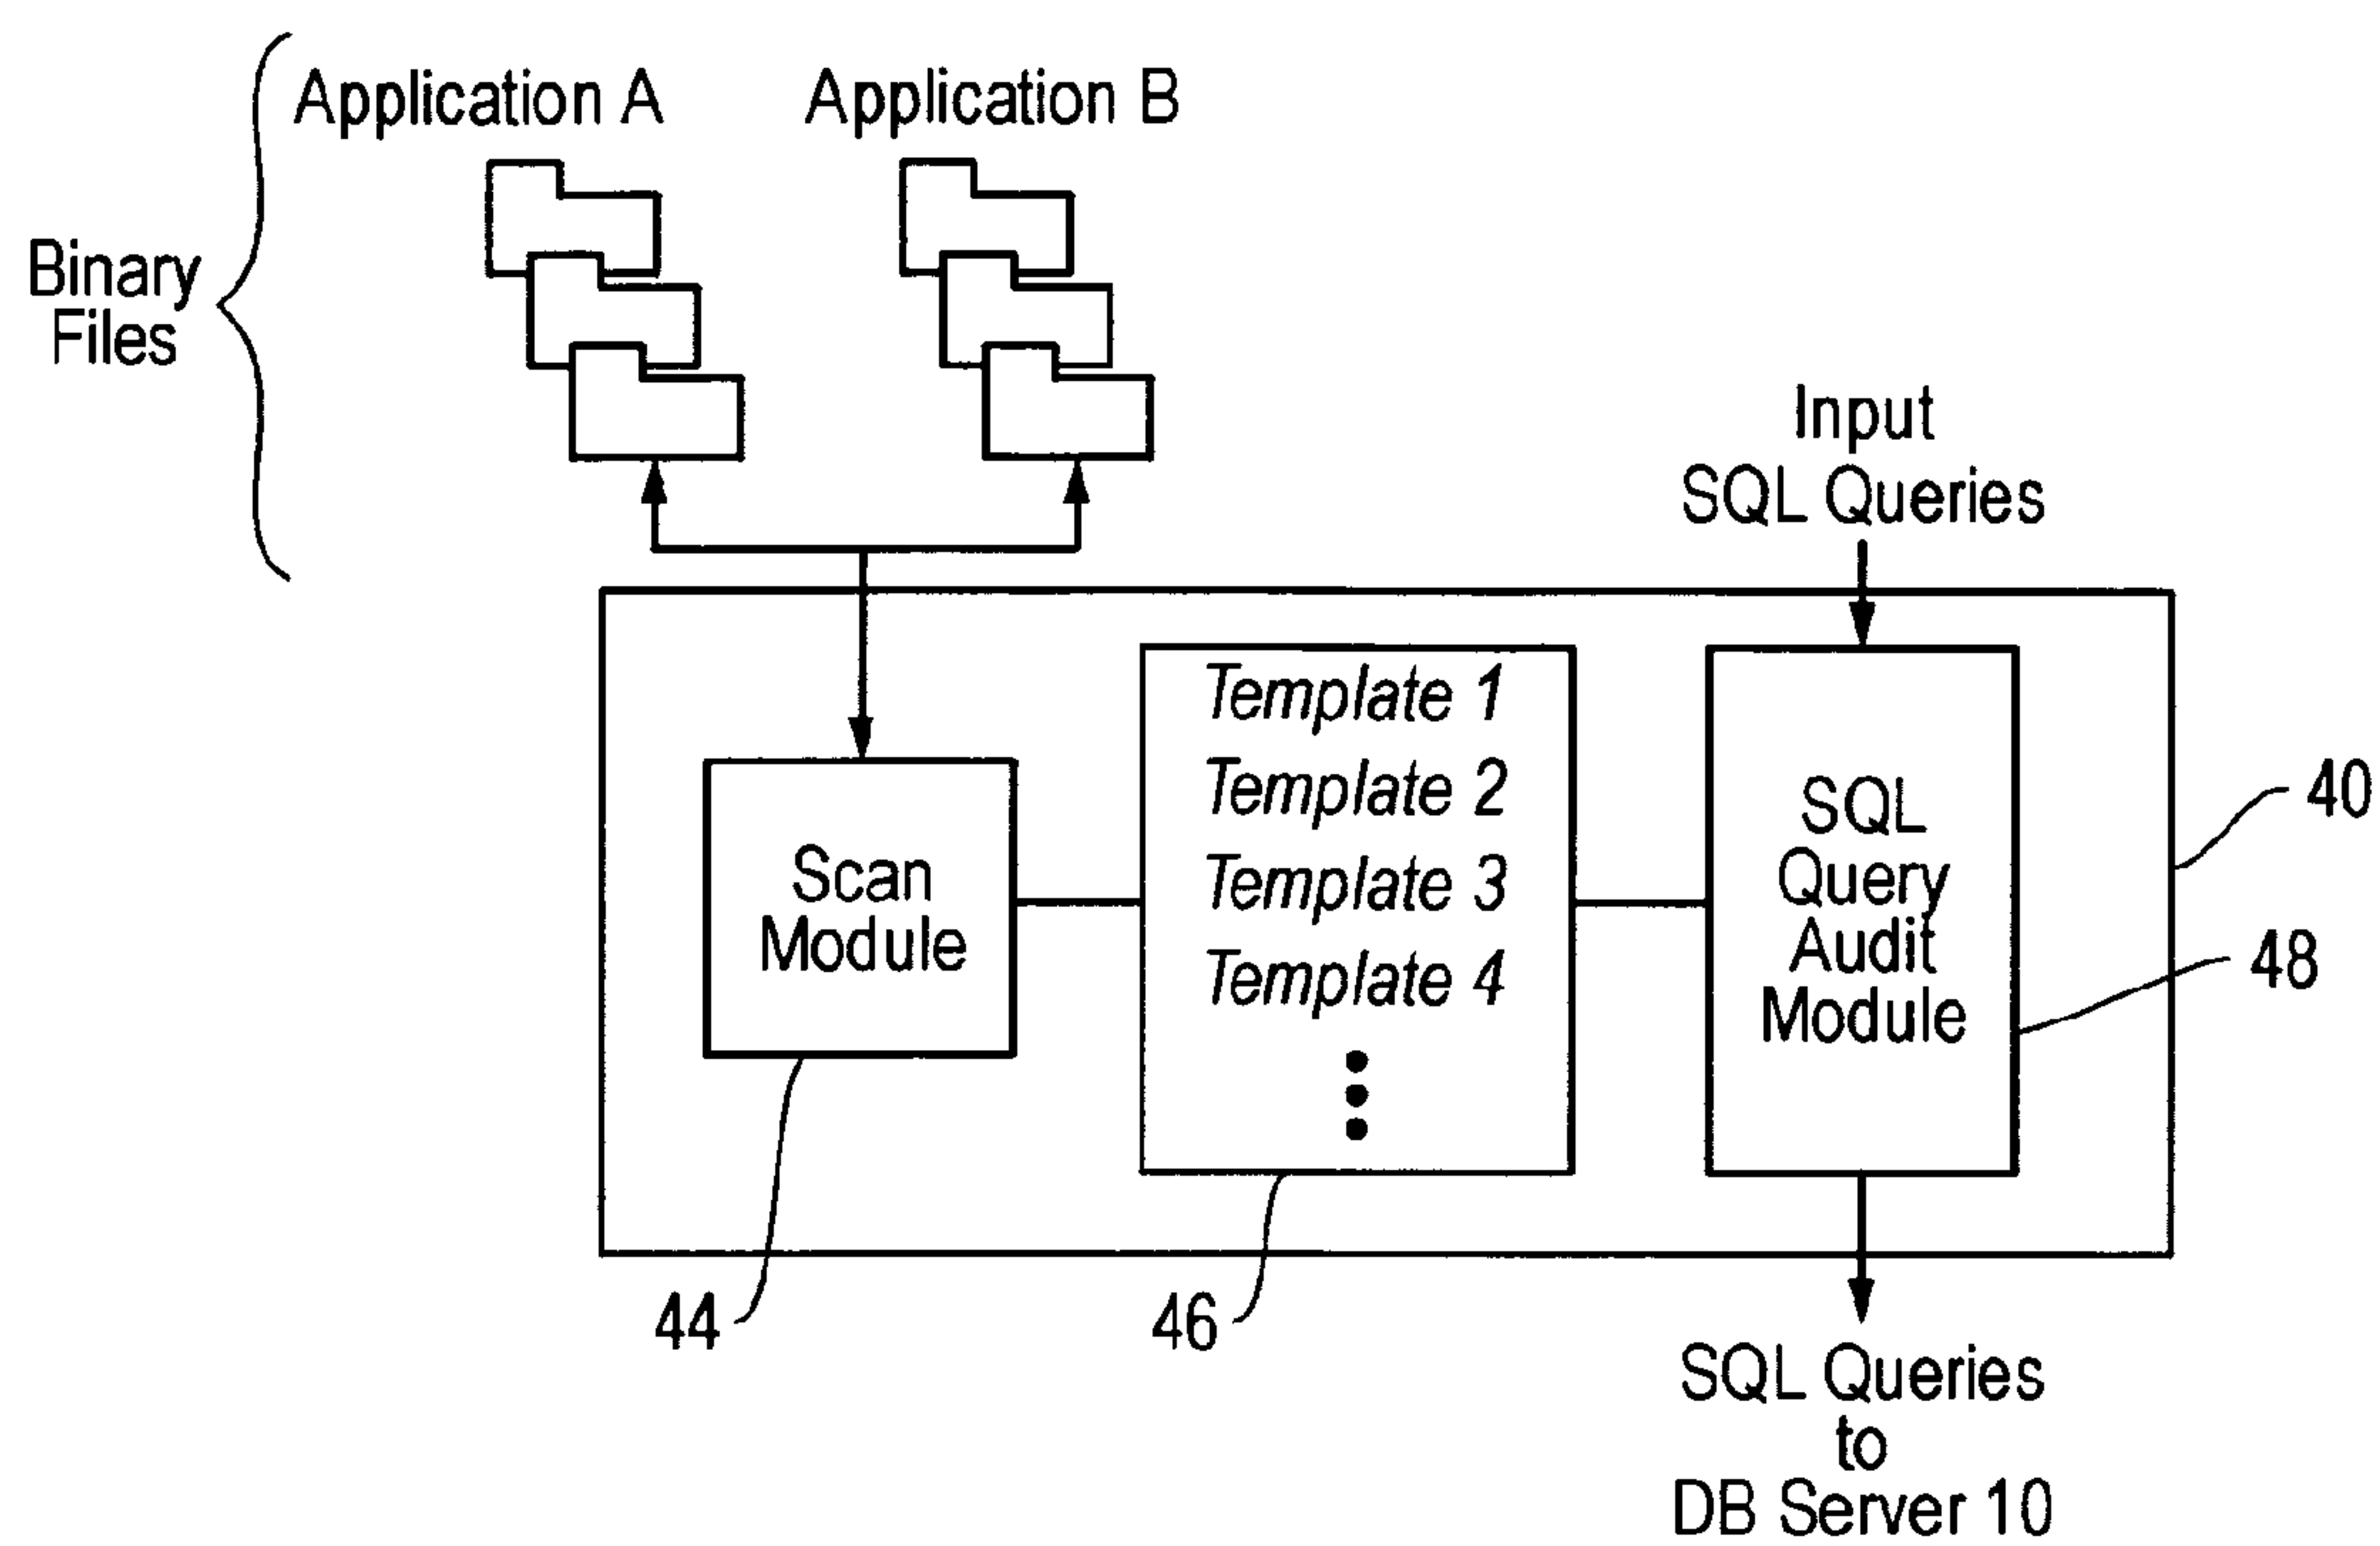 Application A
Application B
Binary
Files
Input
SQL Queries
Template 1
Template 2
Template 3
Template 4
Scan
Module
SQL
Query
Audit
Module
40
48
44
46
SQL Queries
to
DB Server 10